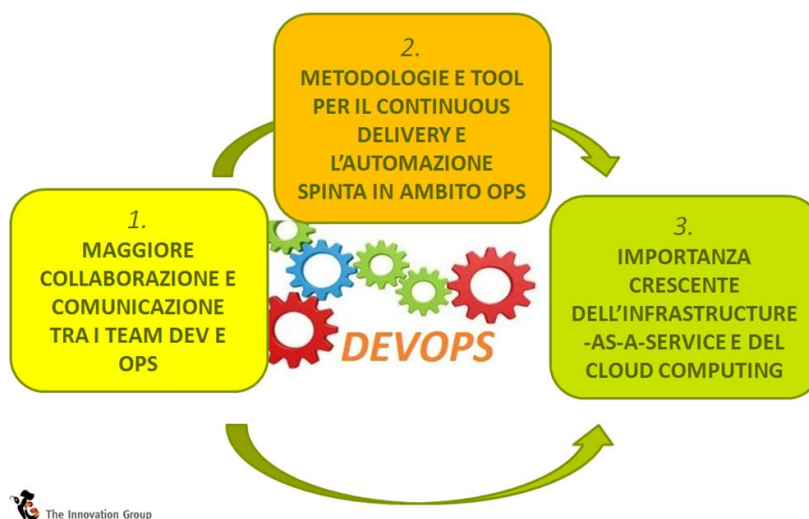 1.
MAGGIORE
COLLABORAZIONE E
COMUNICAZIONE
TRA I TEAM DEV E
OPS
2.
METODOLOGIE E TOOL
PER IL CONTINUOUS
DELIVERY E
L'AUTOMAZIONE
SPINTA IN AMBITO OPS
3.
IMPORTANZA
CRESCENTE
DELL'INFRASTRUCTURE
-AS-A-SERVICE E DEL
CLOUD COMPUTING
DEVOPS
The Innovation Group